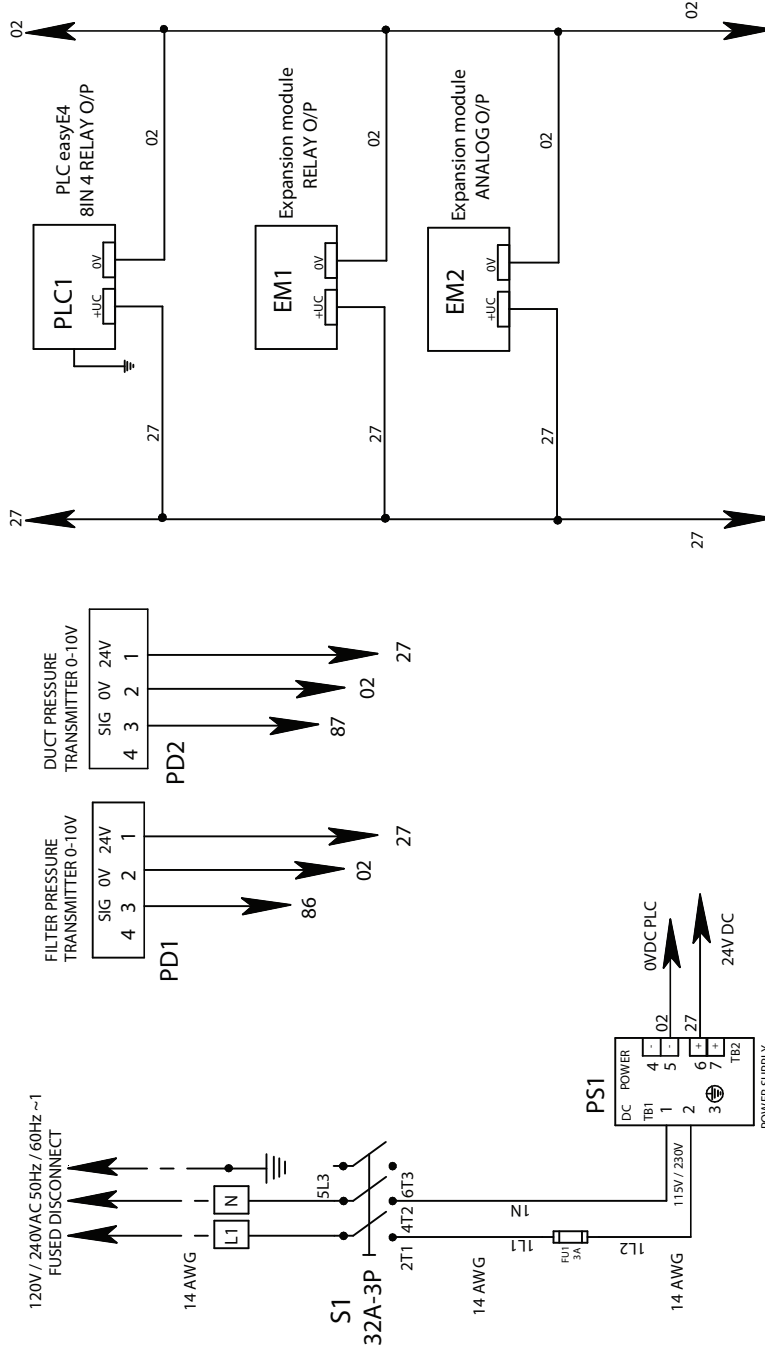 120V / 240VAC 50Hz / 60Hz ~1
FUSED DISCONNECT
14 AWG
L1
N
S1
32A-3P
5L3
2T1
4T2
6T3
14 AWG
1L1
1N
FU1
3A
1L2
14 AWG
115V / 230V
PS1
DC POWER
TB1
1
2
3
4 -
5 -
6 +
7 +
TB2
POWER SUPPLY
02
27
0VDC PLC
24V DC
FILTER PRESSURE
TRANSMITTER 0-10V
SIG 0V 24V
4 3 2 1
PD1
86
02
27
DUCT PRESSURE
TRANSMITTER 0-10V
SIG 0V 24V
4 3 2 1
PD2
87
02
27
27
02
PLC easyE4
8IN 4 RELAY O/P
PLC1
+UC
0V
27
02
Expansion module
RELAY O/P
EM1
+UC
0V
27
02
Expansion module
ANALOG O/P
EM2
+UC
0V
27
02
27
02